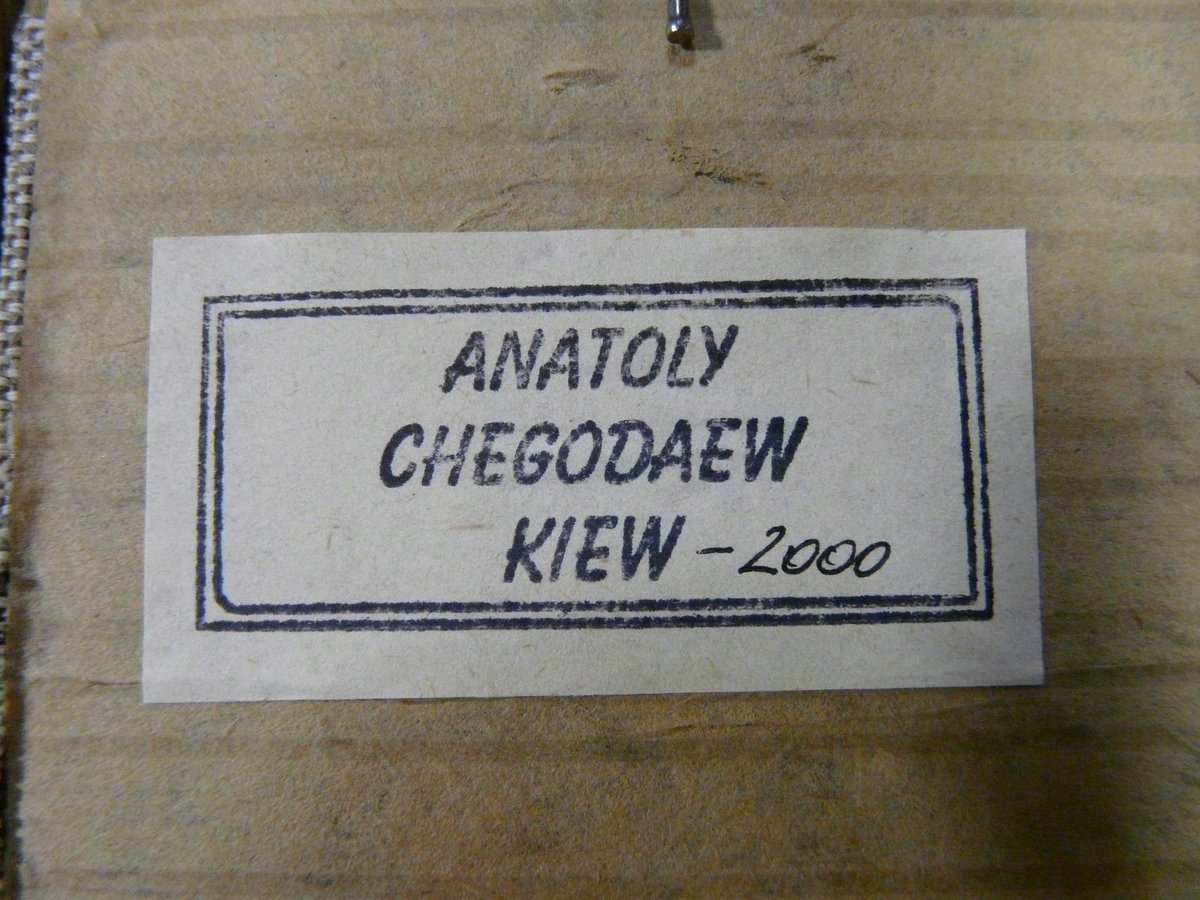 ANATOLY
CHEGODAEW
KIEW - 2000